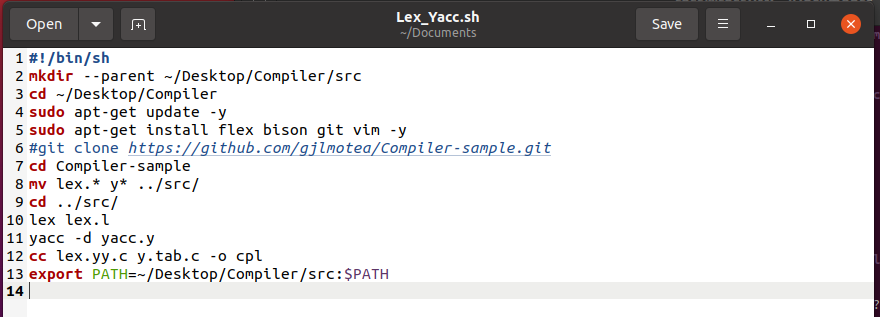 Open
Lex_Yacc.sh
~/Documents
Save
1 #!/bin/sh
2 mkdir --parent ~/Desktop/Compiler/src
3 cd ~/Desktop/Compiler
4 sudo apt-get update -y
5 sudo apt-get install flex bison git vim -y
6 #git clone https://github.com/gjlmotea/Compiler-sample.git
7 cd Compiler-sample
8 mv lex.* y* ../src/
9 cd ../src/
10 lex lex.l
11 yacc -d yacc.y
12 cc lex.yy.c y.tab.c -o cpl
13 export PATH=~/Desktop/Compiler/src:$PATH
14